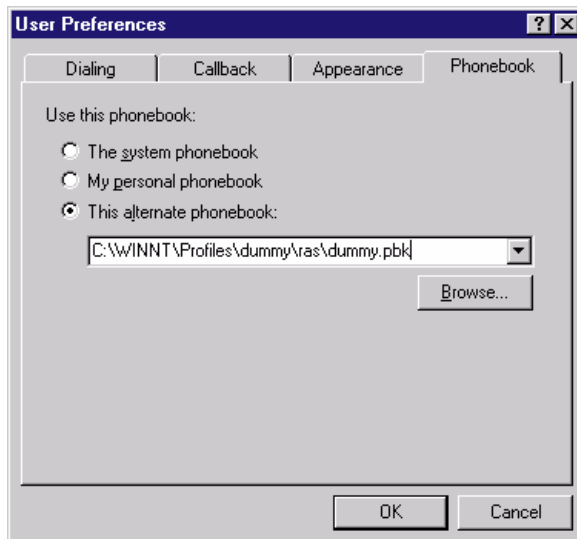 User Preferences
Dialing Callback Appearance Phonebook
Use this phonebook:
The system phonebook
My personal phonebook
This alternate phonebook:
C:\WINNT\Profiles\dummy\ras\dummy.pbk
Browse...
OK Cancel